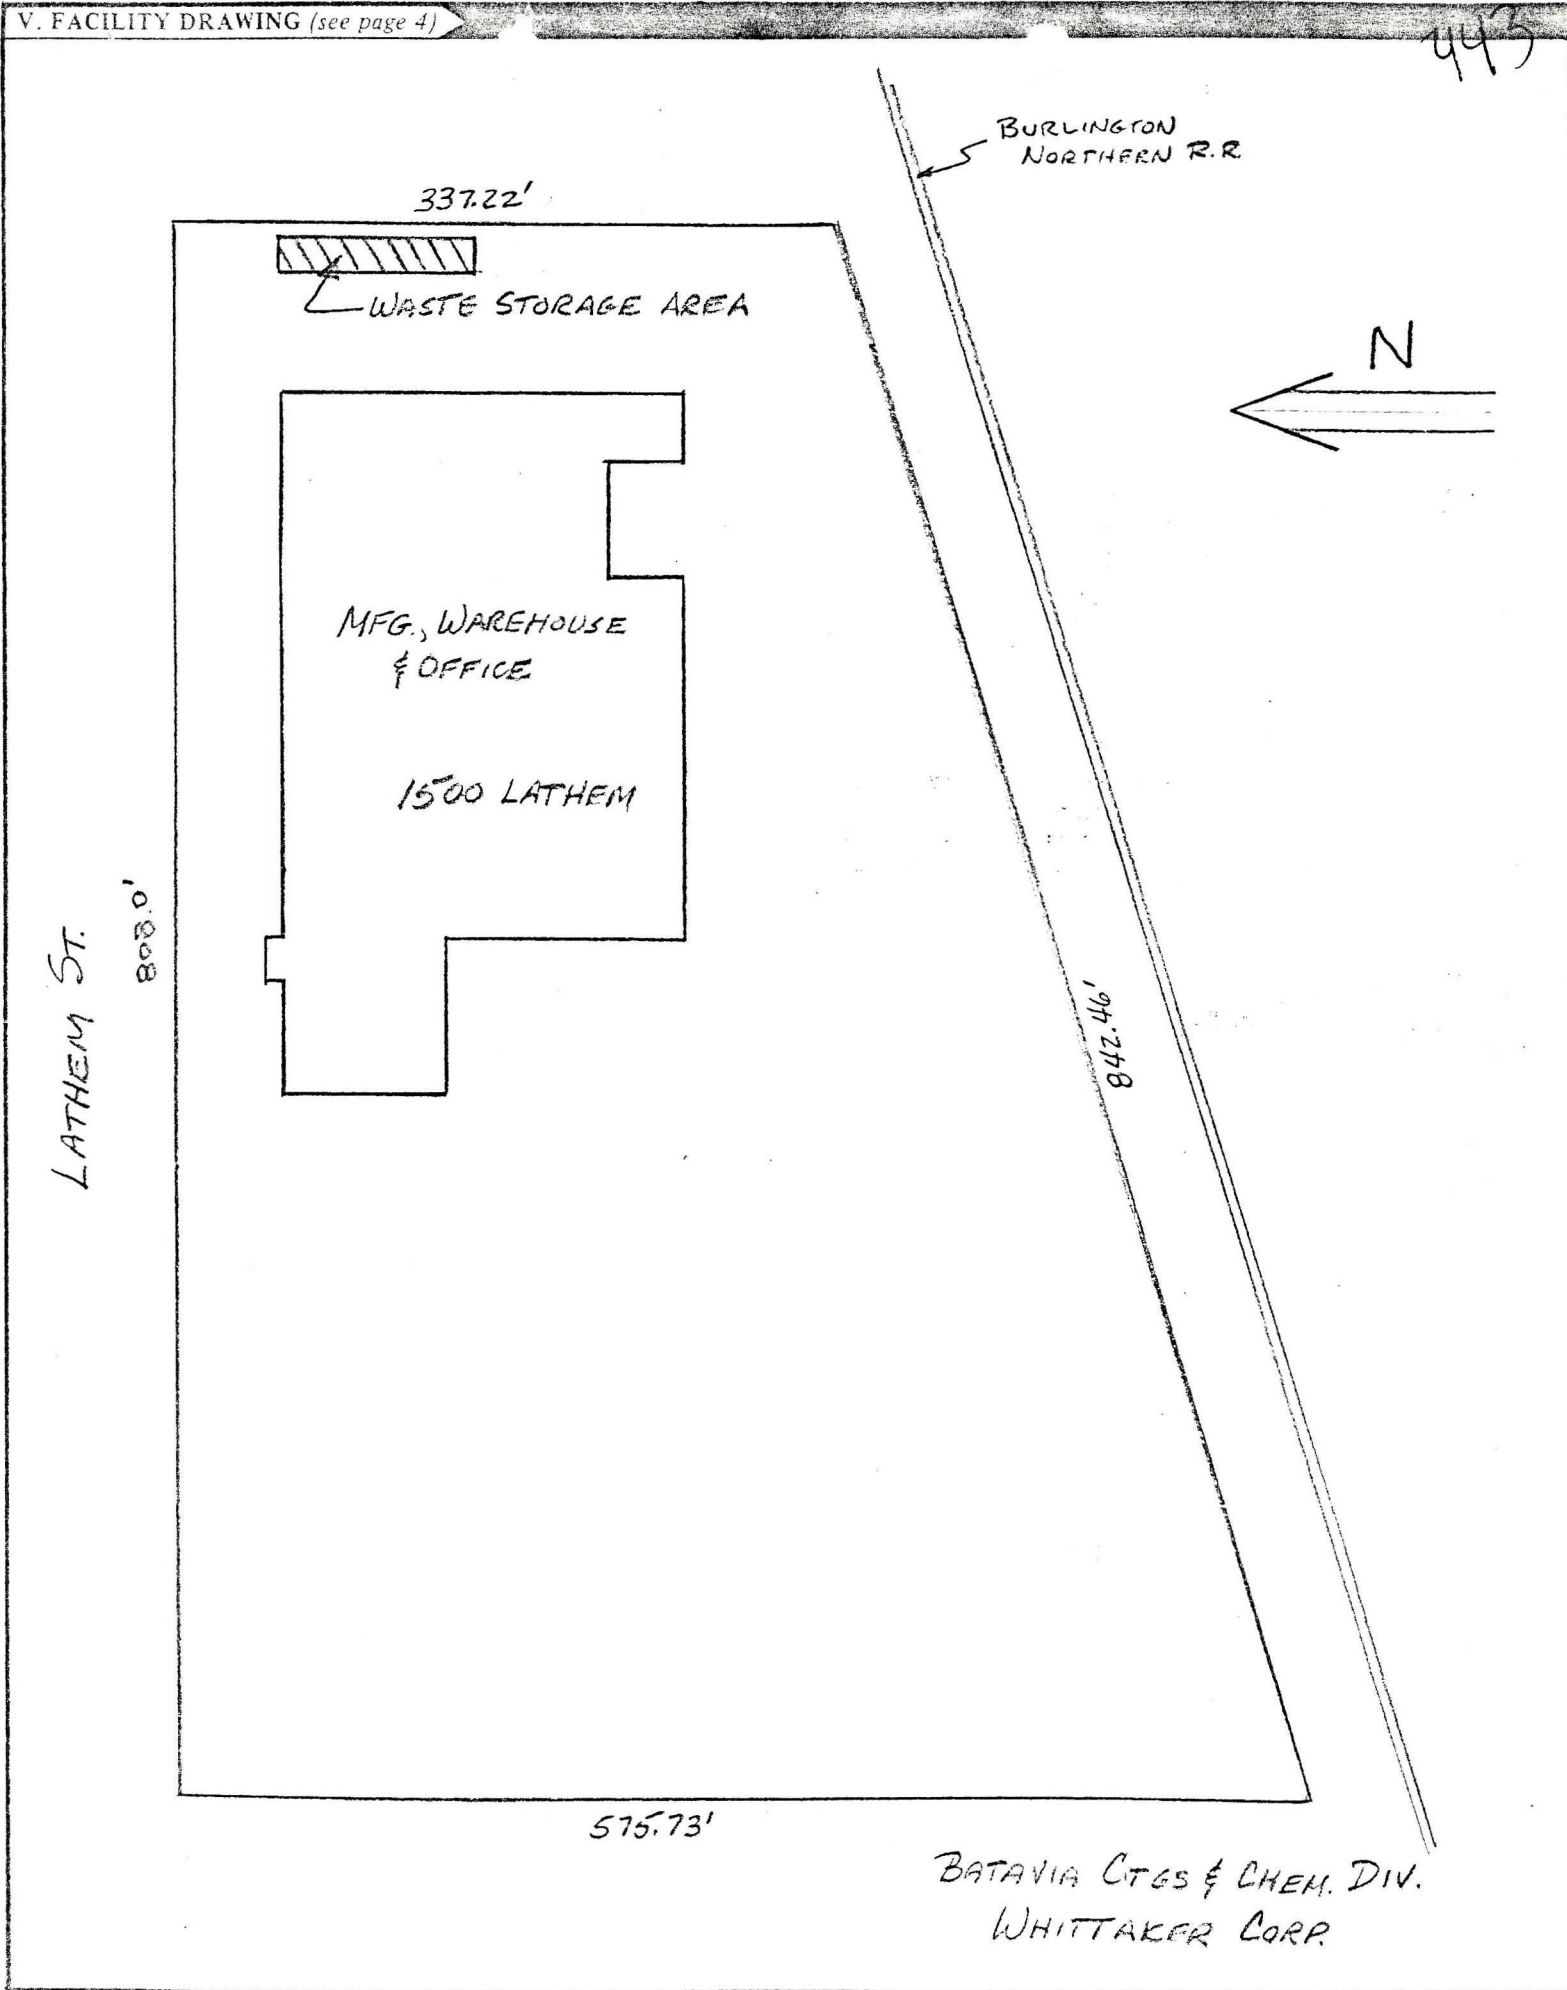 V. FACILITY DRAWING (see page 4)
443
BURLINGTON
NORTHERN R.R.
337.22'
WASTE STORAGE AREA
N
MFG., WAREHOUSE
& OFFICE
1500 LATHEM
LATHEM ST.
808.0'
842.46'
575.73'
BATAVIA CTGS & CHEM. DIV.
WHITTAKER CORP.